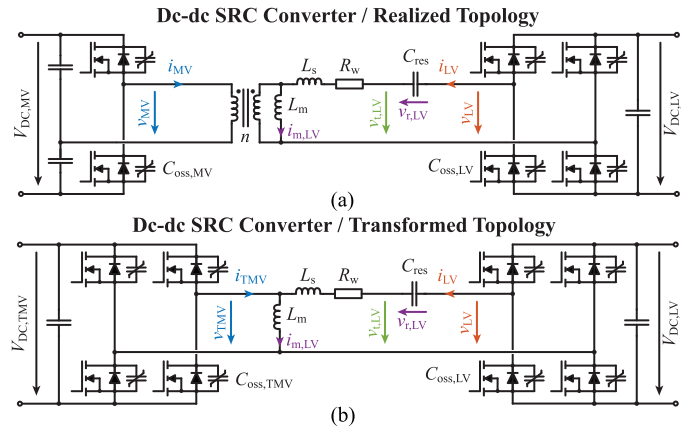 Dc-dc SRC Converter / Realized Topology
V_DC,MV
v_MV
i_MV
n
L_s
R_w
L_m
i_m,LV
C_res
v_t,LV
v_r,LV
i_LV
v_LV
V_DC,LV
C_oss,MV
C_oss,LV
(a)
Dc-dc SRC Converter / Transformed Topology
V_DC,TMV
v_TMV
i_TMV
L_s
R_w
L_m
i_m,LV
C_res
v_t,LV
v_r,LV
i_LV
v_LV
V_DC,LV
C_oss,TMV
C_oss,LV
(b)